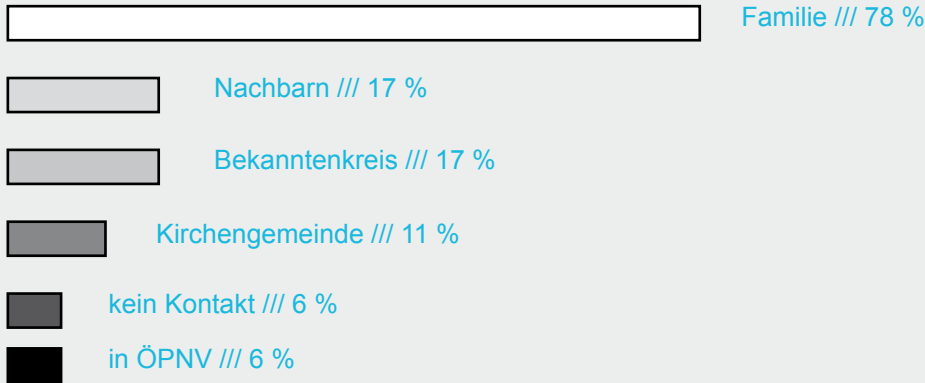 Familie /// 78 %
Nachbarn /// 17 %
Bekanntenkreis /// 17 %
Kirchengemeinde /// 11 %
kein Kontakt /// 6 %
in ÖPNV /// 6 %